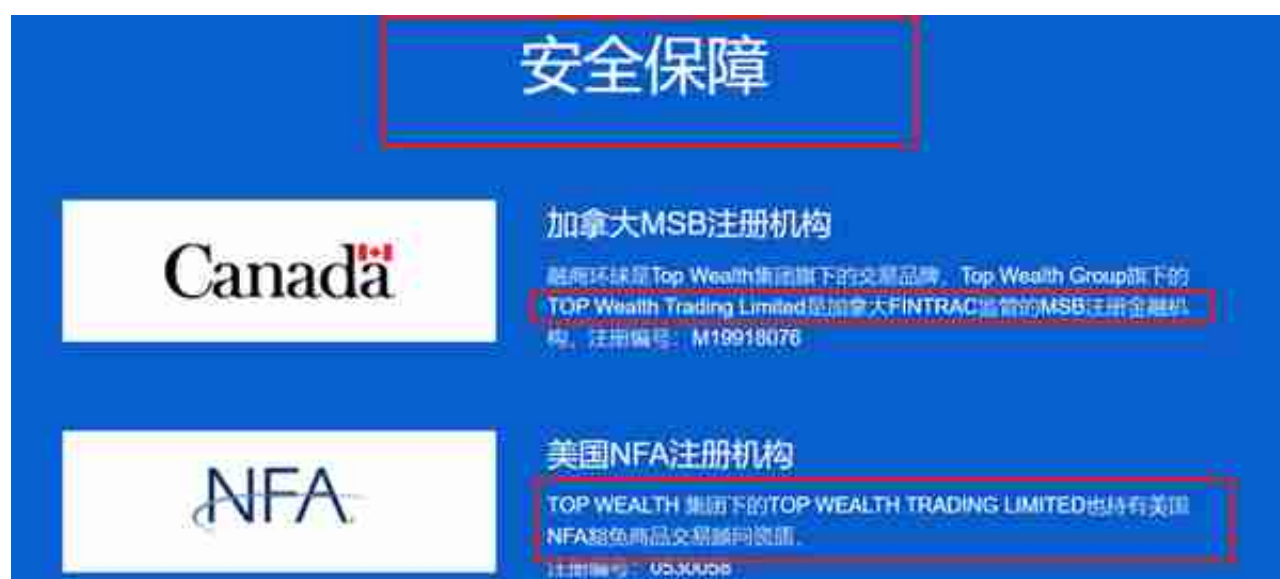 安全保障
Canada
加拿大MSB注册机构
融商环球是Top Wealth集团旗下的交易品牌，Top Wealth Group旗下的
TOP Wealth Trading Limited是加拿大FINTRAC监管的MSB注册金融机
构，注册编号：M19918076
NFA
美国NFA注册机构
TOP WEALTH 集团下的TOP WEALTH TRADING LIMITED也持有美国
NFA豁免商品交易顾问资质，
注册编号：0530058